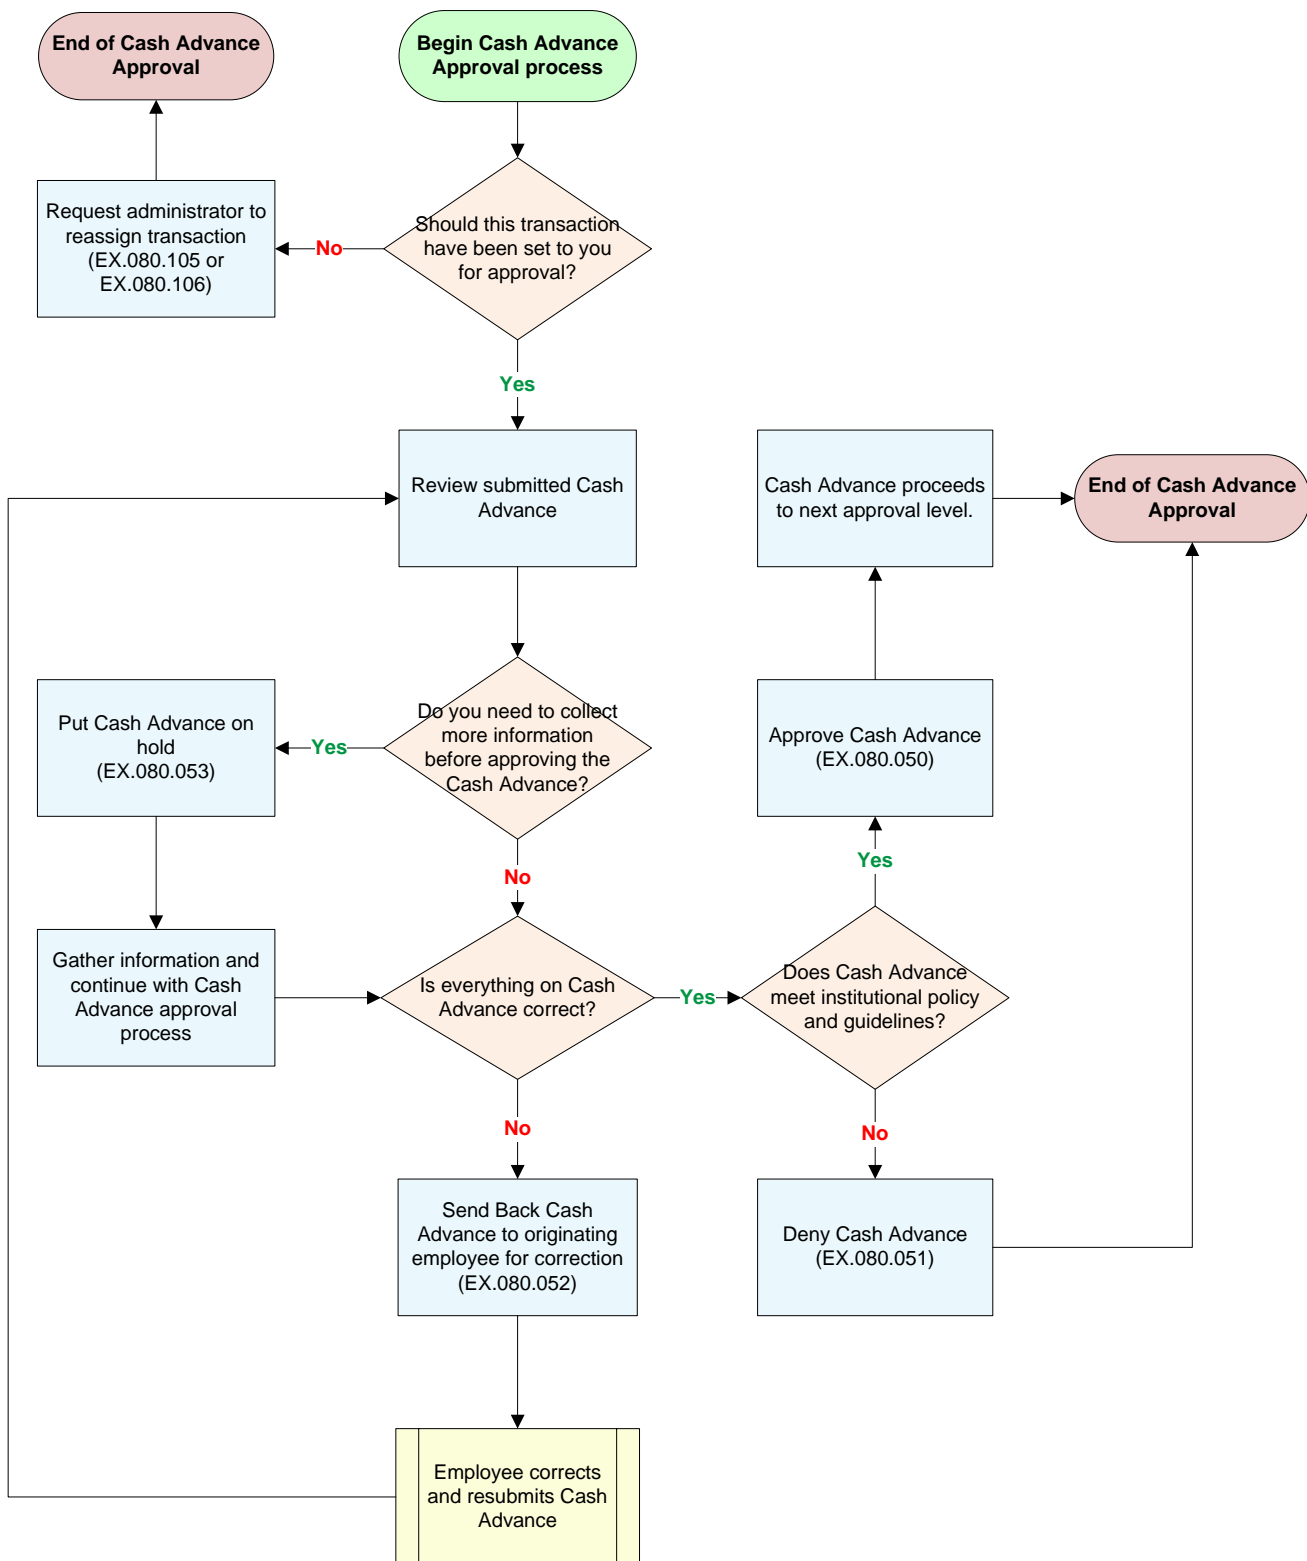 End of Cash Advance
Approval
Begin Cash Advance
Approval process
Request administrator to
reassign transaction
(EX.080.105 or
EX.080.106)
No
Should this transaction
have been set to you
for approval?
Yes
Review submitted Cash
Advance
Cash Advance proceeds
to next approval level.
End of Cash Advance
Approval
Put Cash Advance on
hold
(EX.080.053)
Yes
Do you need to collect
more information
before approving the
Cash Advance?
Approve Cash Advance
(EX.080.050)
No
Yes
Gather information and
continue with Cash
Advance approval
process
Is everything on Cash
Advance correct?
Yes
Does Cash Advance
meet institutional policy
and guidelines?
No
No
Send Back Cash
Advance to originating
employee for correction
(EX.080.052)
Deny Cash Advance
(EX.080.051)
Employee corrects
and resubmits Cash
Advance